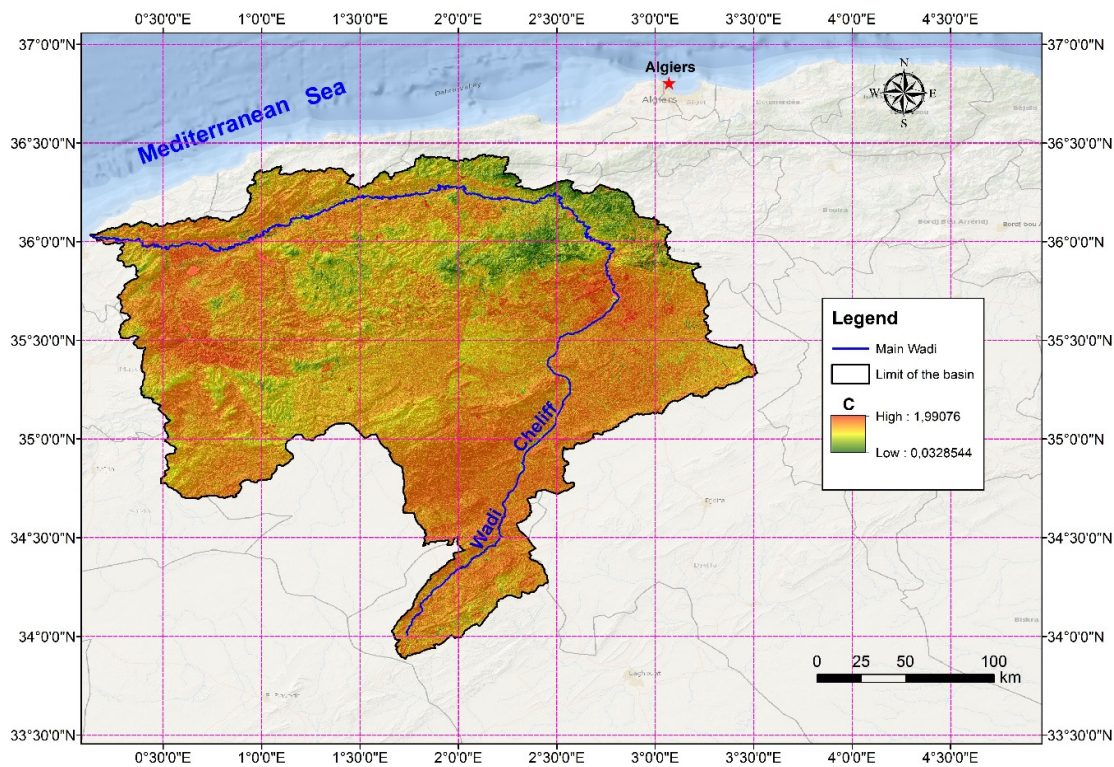 0°30'0"E 1°0'0"E 1°30'0"E 2°0'0"E 2°30'0"E 3°0'0"E 3°30'0"E 4°0'0"E 4°30'0"E
37°0'0"N 37°0'0"N
Algiers
N
W E
S
Mediterranean Sea
Algiers
36°30'0"N 36°30'0"N
36°0'0"N 36°0'0"N
Bordj Bou Arreridj
Legend
Main Wadi
Limit of the basin
C
High : 1,99076
Low : 0,0328544
35°30'0"N 35°30'0"N
35°0'0"N 35°0'0"N
Wadi Cheliff
34°30'0"N 34°30'0"N
34°0'0"N 34°0'0"N
Laghouat
0 25 50 100
km
33°30'0"N 33°30'0"N
0°30'0"E 1°0'0"E 1°30'0"E 2°0'0"E 2°30'0"E 3°0'0"E 3°30'0"E 4°0'0"E 4°30'0"E